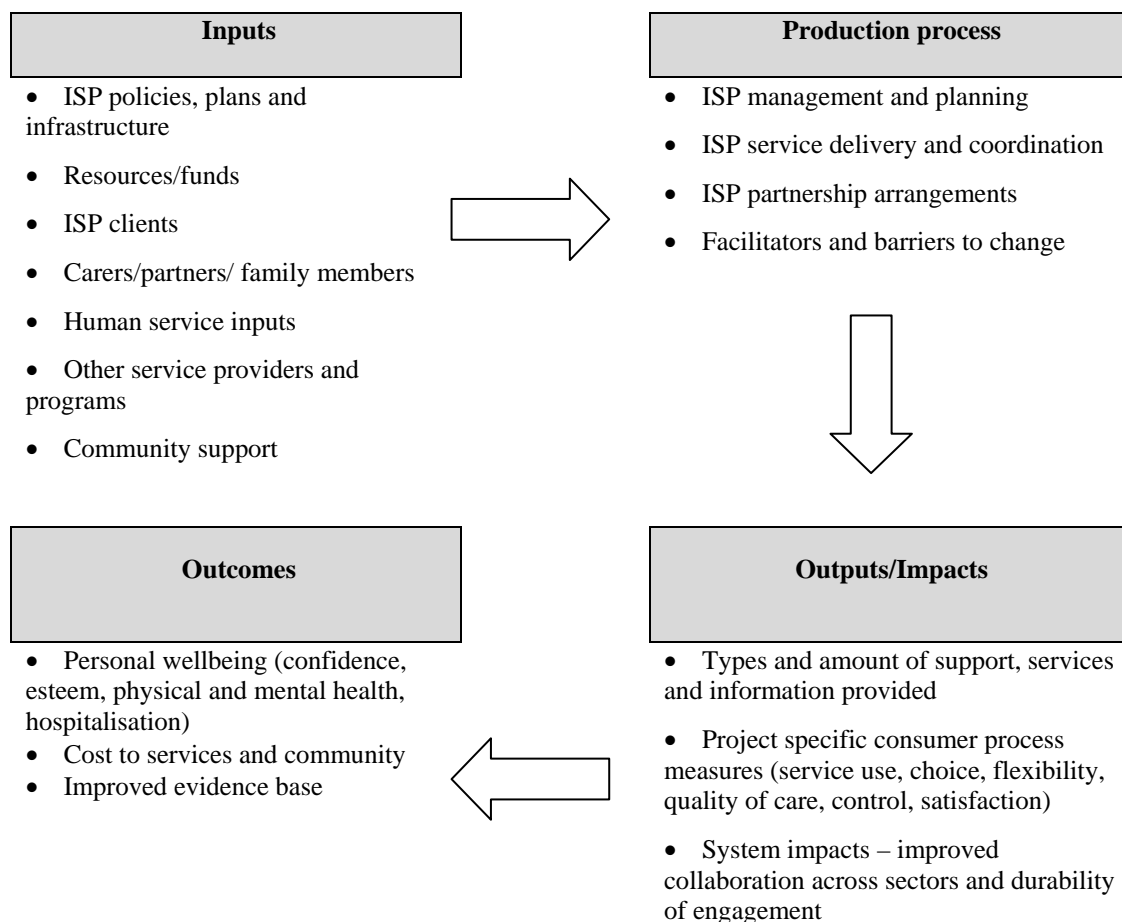 Inputs
• ISP policies, plans and
infrastructure
• Resources/funds
• ISP clients
• Carers/partners/ family members
• Human service inputs
• Other service providers and
programs
• Community support
Production process
• ISP management and planning
• ISP service delivery and coordination
• ISP partnership arrangements
• Facilitators and barriers to change
Outputs/Impacts
• Types and amount of support, services
and information provided
• Project specific consumer process
measures (service use, choice, flexibility,
quality of care, control, satisfaction)
• System impacts – improved
collaboration across sectors and durability
of engagement
Outcomes
• Personal wellbeing (confidence,
esteem, physical and mental health,
hospitalisation)
• Cost to services and community
• Improved evidence base